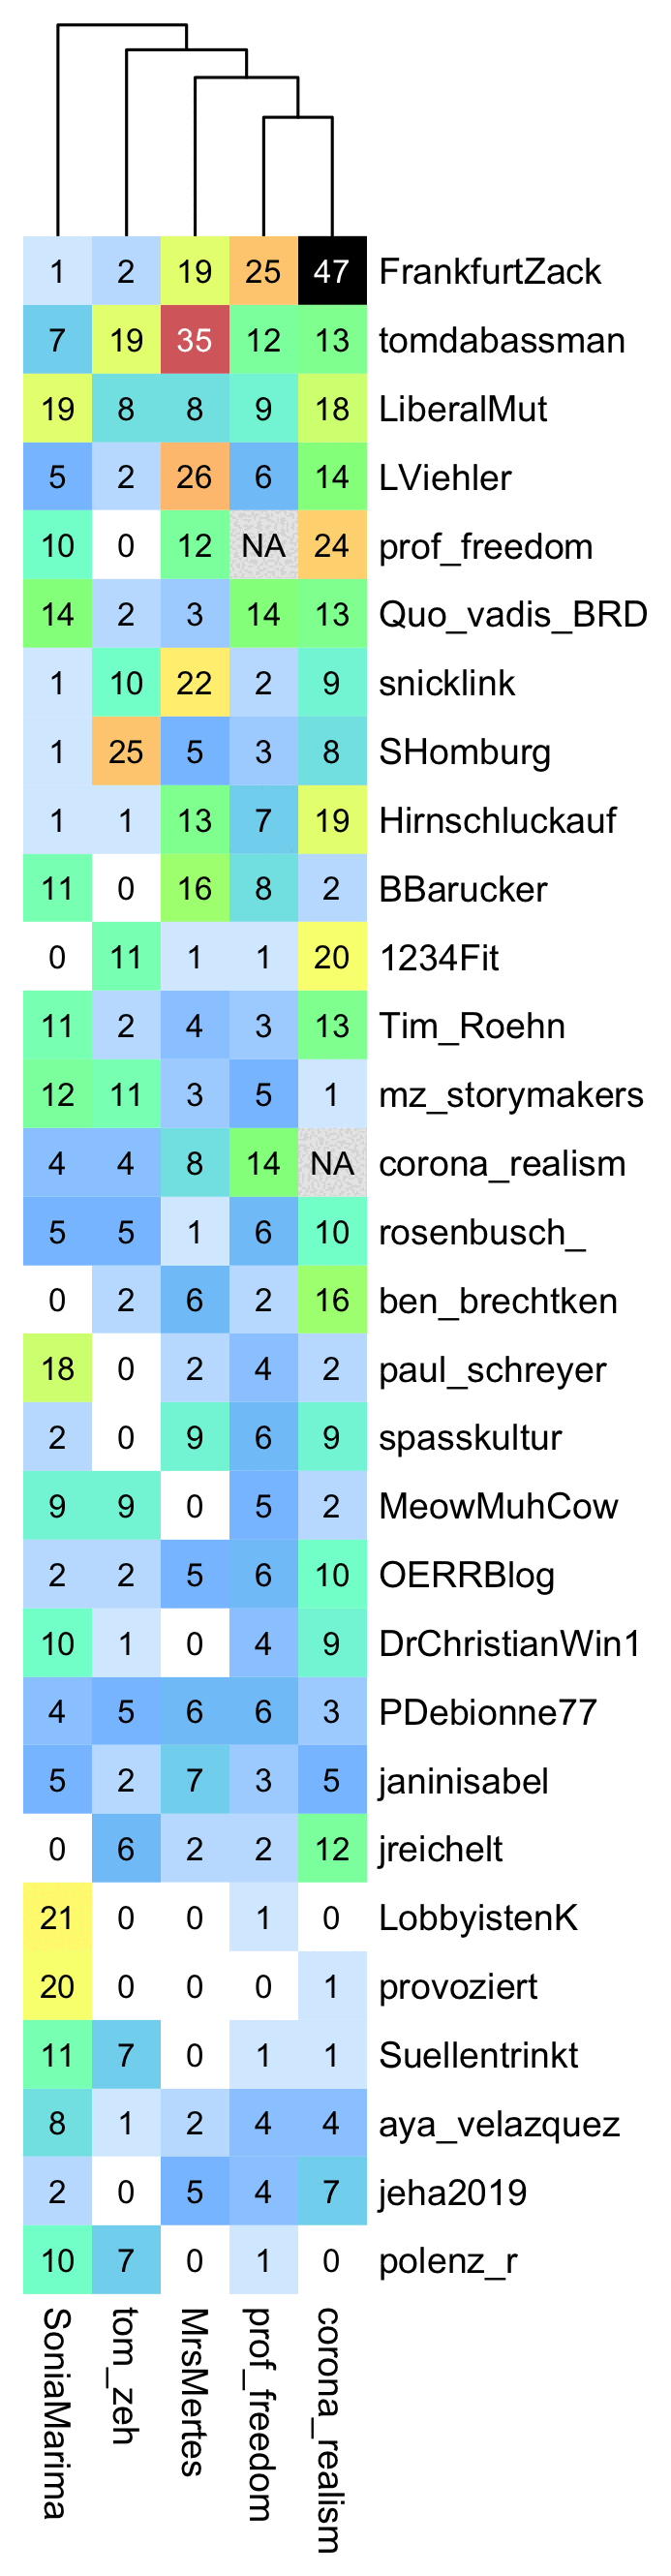 1 2 19 25 47 FrankfurtZack
7 19 35 12 13 tomdabassman
19 8 8 9 18 LiberalMut
5 2 26 6 14 LViehler
10 0 12 NA 24 prof_freedom
14 2 3 14 13 Quo_vadis_BRD
1 10 22 2 9 snicklink
1 25 5 3 8 SHomburg
1 1 13 7 19 Hirnschluckauf
11 0 16 8 2 BBarucker
0 11 1 1 20 1234Fit
11 2 4 3 13 Tim_Roehn
12 11 3 5 1 mz_storymakers
4 4 8 14 NA corona_realism
5 5 1 6 10 rosenbusch_
0 2 6 2 16 ben_brechtken
18 0 2 4 2 paul_schreyer
2 0 9 6 9 spasskultur
9 9 0 5 2 MeowMuhCow
2 2 5 6 10 OERRBlog
10 1 0 4 9 DrChristianWin1
4 5 6 6 3 PDebionne77
5 2 7 3 5 janinisabel
0 6 2 2 12 jreichelt
21 0 0 1 0 LobbyistenK
20 0 0 0 1 provoziert
11 7 0 1 1 Suellentrinkt
8 1 2 4 4 aya_velazquez
2 0 5 4 7 jeha2019
10 7 0 1 0 polenz_r
SoniaMarima
tom_zeh
MrsMertes
prof_freedom
corona_realism